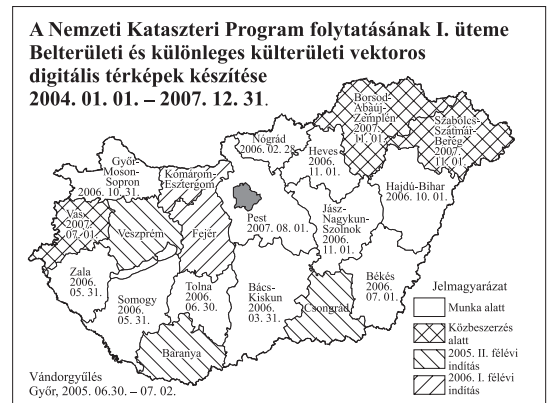 A Nemzeti Kataszteri Program folytatásának I. üteme
Belterületi és különleges külterületi vektoros
digitális térképek készítése
2004. 01. 01. – 2007. 12. 31.
Borsod-
Abaúj-
Zemplén
2007.
11. 01.
Szabolcs-
Szatmár-
Bereg
2007.
11. 01.
Nógrád
2006. 02. 28.
Heves
2006.
11. 01.
Győr-
Moson-
Sopron
2006. 10. 31.
Komárom-
Esztergom
Hajdú-Bihar
2006. 10. 01.
Vas
2007.
07. 01.
Veszprém
Fejér
Pest
2007. 08. 01.
Jász-
Nagykun-
Szolnok
2006.
11. 01.
Zala
2006.
05. 31.
Somogy
2006.
05. 31.
Tolna
2006.
06. 30.
Bács-
Kiskun
2006.
03. 31.
Csongrád
Békés
2006.
07. 01.
Baranya
Jelmagyarázat
Munka alatt
Közbeszerzés
alatt
2005. II. félévi
indítás
2006. I. félévi
indítás
Vándorgyűlés
Győr, 2005. 06.30. – 07. 02.